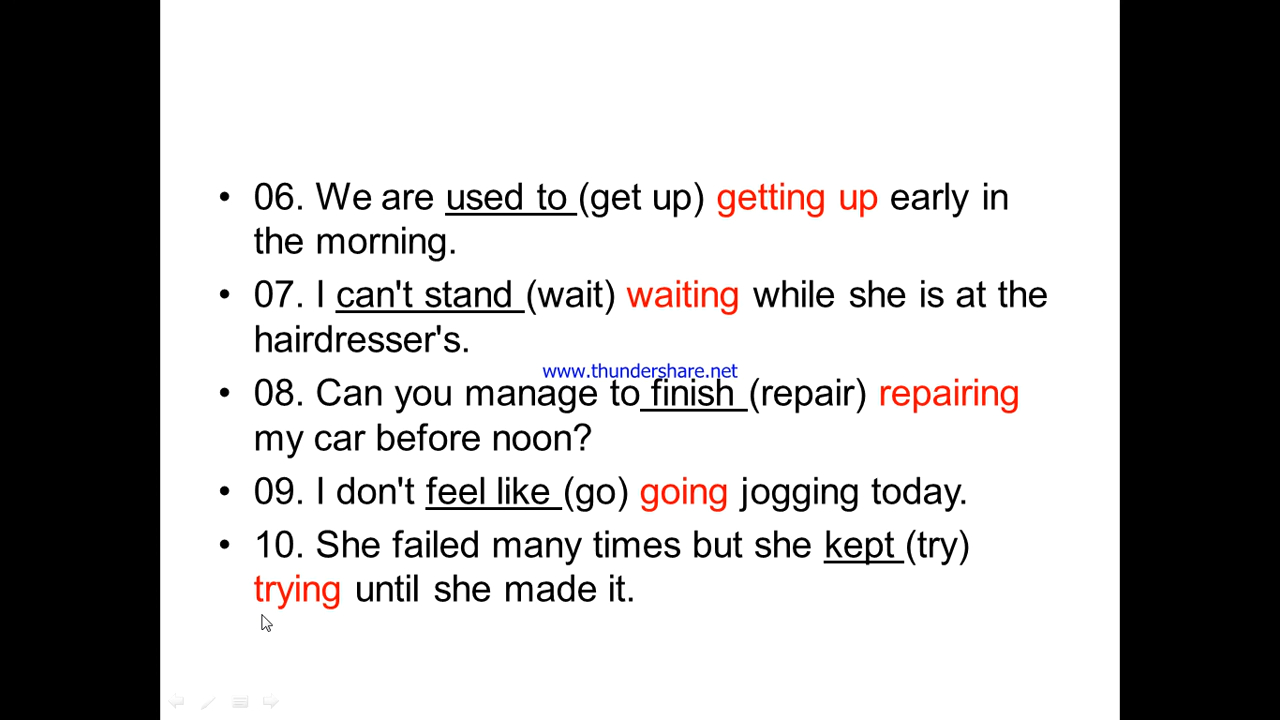 • 06. We are used to (get up) getting up early in
the morning.
• 07. I can't stand (wait) waiting while she is at the
hairdresser's.
www.thundershare.net
• 08. Can you manage to finish (repair) repairing
my car before noon?
• 09. I don't feel like (go) going jogging today.
• 10. She failed many times but she kept (try)
trying until she made it.